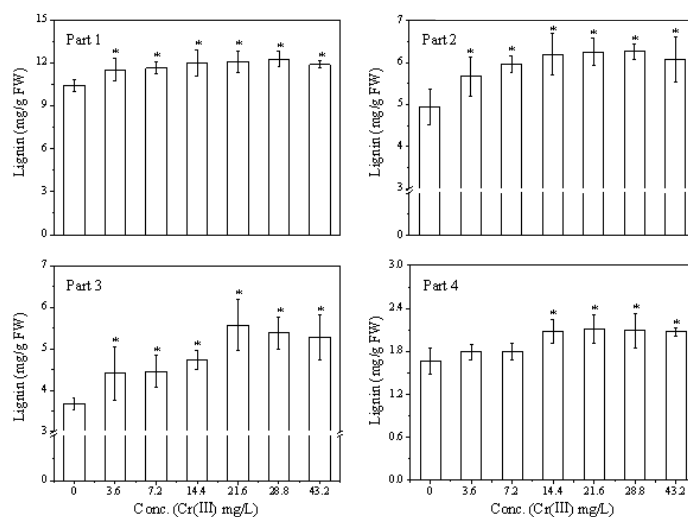 Part 1
15
12
9
6
3
0
Lignin (mg/g FW)
* * * * * *
Part 2
6
5
4
3
0
Lignin (mg/g FW)
* * * * * *
Part 3
7
6
5
4
3
0
Lignin (mg/g FW)
* * * * * *
0 3.6 7.2 14.4 21.6 28.8 43.2
Conc. (Cr(III) mg/L)
Part 4
3.0
2.4
1.8
1.2
0.6
0.0
Lignin (mg/g FW)
* * * *
0 3.6 7.2 14.4 21.6 28.8 43.2
Conc. (Cr(III) mg/L)